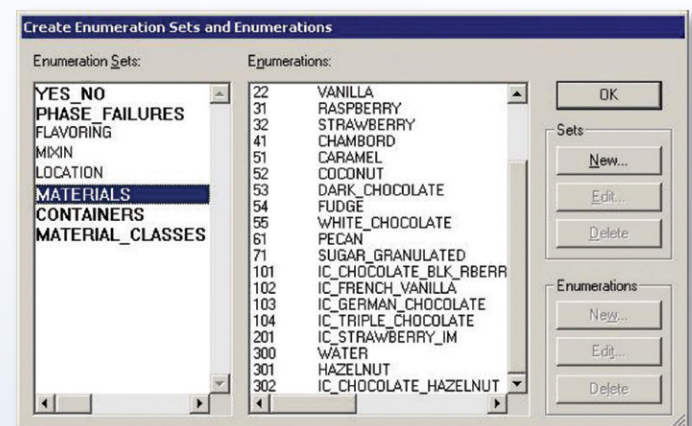 Create Enumeration Sets and Enumerations
Enumeration Sets:
YES_NO
PHASE_FAILURES
FLAVORING
MIXIN
LOCATION
MATERIALS
CONTAINERS
MATERIAL_CLASSES
Enumerations:
22 VANILLA
31 RASPBERRY
32 STRAWBERRY
41 CHAMBORD
51 CARAMEL
52 COCONUT
53 DARK_CHOCOLATE
54 FUDGE
55 WHITE_CHOCOLATE
61 PECAN
71 SUGAR_GRANULATED
101 IC_CHOCOLATE_BLK_RBERR
102 IC_FRENCH_VANILLA
103 IC_GERMAN_CHOCOLATE
104 IC_TRIPLE_CHOCOLATE
201 IC_STRAWBERRY_IM
300 WATER
301 HAZELNUT
302 IC_CHOCOLATE_HAZELNUT
OK
Sets
New...
Edit...
Delete
Enumerations
New...
Edit...
Delete